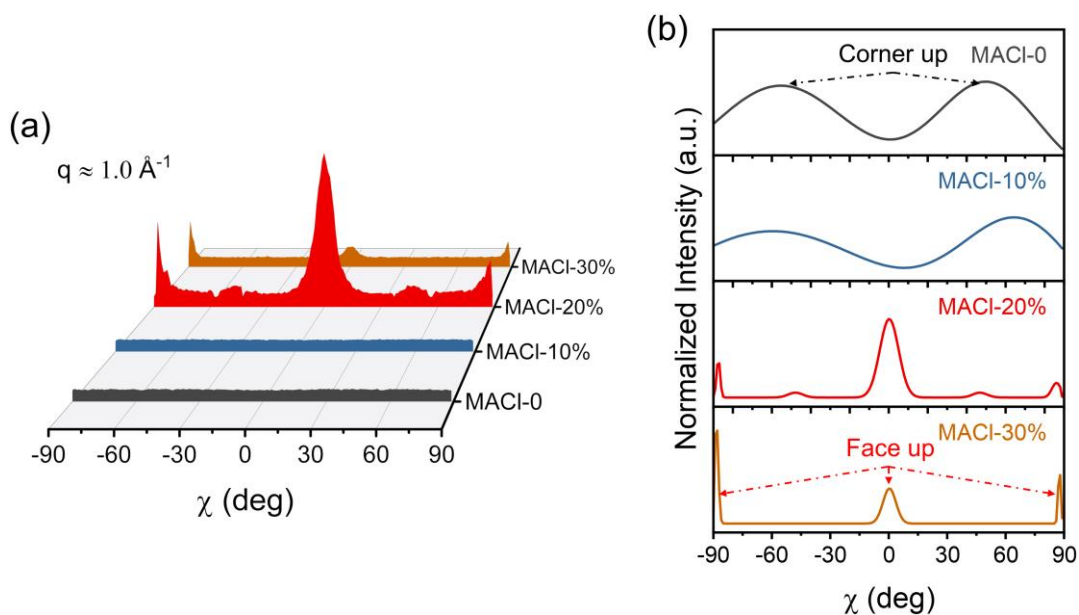 (a)
q ≈ 1.0 Å-1
MACl-30%
MACl-20%
MACl-10%
MACl-0
-90 -60 -30 0 30 60 90
χ (deg)
(b)
Normalized Intensity (a.u.)
Corner up
MACl-0
MACl-10%
MACl-20%
MACl-30%
Face up
-90 -60 -30 0 30 60 90
χ (deg)